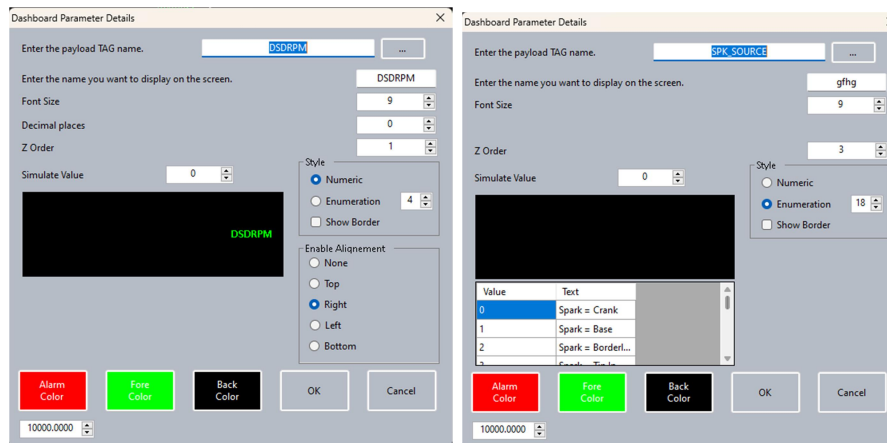 Dashboard Parameter Details
Enter the payload TAG name. DSDRPM ...
Enter the name you want to display on the screen. DSDRPM
Font Size 9
Decimal places 0
Z Order 1
Simulate Value 0
Style
Numeric
Enumeration 4
Show Border
DSDRPM
Enable Aliqnement
None
Top
Right
Left
Bottom
Alarm
Color
Fore
Color
Back
Color
OK
Cancel
10000.0000
Dashboard Parameter Details
Enter the payload TAG name. SPK_SOURCE ...
Enter the name you want to display on the screen. gfhg
Font Size 9
Z Order 3
Simulate Value 0
Style
Numeric
Enumeration 18
Show Border
Value Text
0 Spark = Crank
1 Spark = Base
2 Spark = Borderl...
Alarm
Color
Fore
Color
Back
Color
OK
Cancel
10000.0000